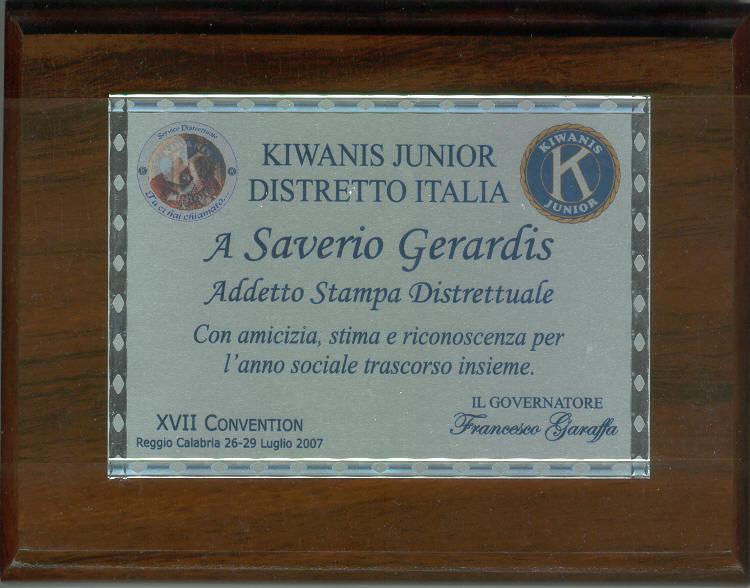 Service Distrettuale
KIWANIS
Tu ci hai chiamato...
KIWANIS JUNIOR
DISTRETTO ITALIA
KIWANIS
K
JUNIOR
A Saverio Gerardis
Addetto Stampa Distrettuale
Con amicizia, stima e riconoscenza per
l'anno sociale trascorso insieme.
IL GOVERNATORE
Francesco Garaffa
XVII CONVENTION
Reggio Calabria 26-29 Luglio 2007